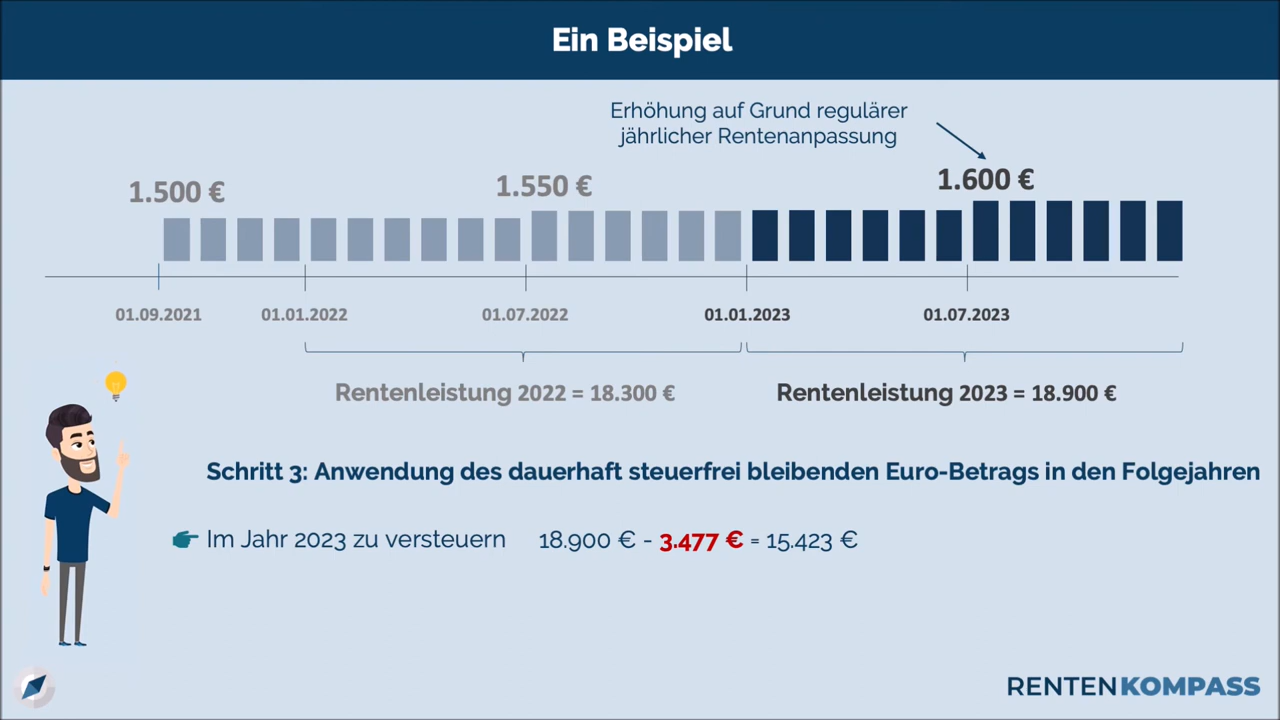 Ein Beispiel
Erhöhung auf Grund regulärer
jährlicher Rentenanpassung
1.500 €
1.550 €
1.600 €
01.09.2021
01.01.2022
01.07.2022
01.01.2023
01.07.2023
Rentenleistung 2022 = 18.300 €
Rentenleistung 2023 = 18.900 €
Schritt 3: Anwendung des dauerhaft steuerfrei bleibenden Euro-Betrags in den Folgejahren
Im Jahr 2023 zu versteuern 18.900 € - 3.477 € = 15.423 €
RENTENKOMPASS